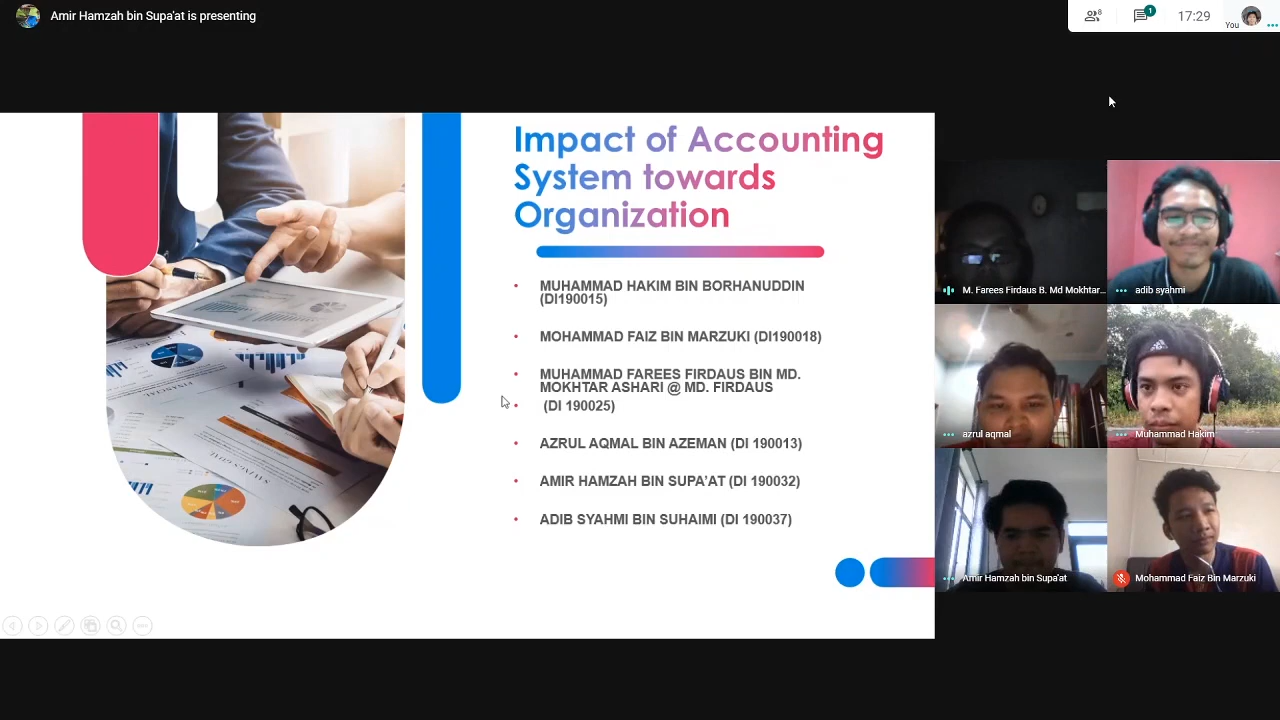 Amir Hamzah bin Supa'at is presenting
8
1
17:29
You
Impact of Accounting
System towards
Organization
• MUHAMMAD HAKIM BIN BORHANUDDIN
(DI190015)
• MOHAMMAD FAIZ BIN MARZUKI (DI190018)
• MUHAMMAD FAREES FIRDAUS BIN MD.
MOKHTAR ASHARI @ MD. FIRDAUS
• (DI 190025)
• AZRUL AQMAL BIN AZEMAN (DI 190013)
• AMIR HAMZAH BIN SUPA'AT (DI 190032)
• ADIB SYAHMI BIN SUHAIMI (DI 190037)
M. Farees Firdaus B. Md Mokhtar...
adib syahmi
azrul aqmal
Muhammad Hakim
Amir Hamzah bin Supa'at
Mohammad Faiz Bin Marzuki